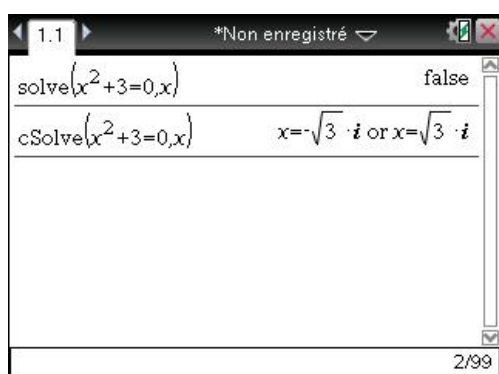 1.1 *Non enregistré
solve(x²+3=0,x) false
cSolve(x²+3=0,x) x=-√3 ·i or x=√3 ·i
2/99